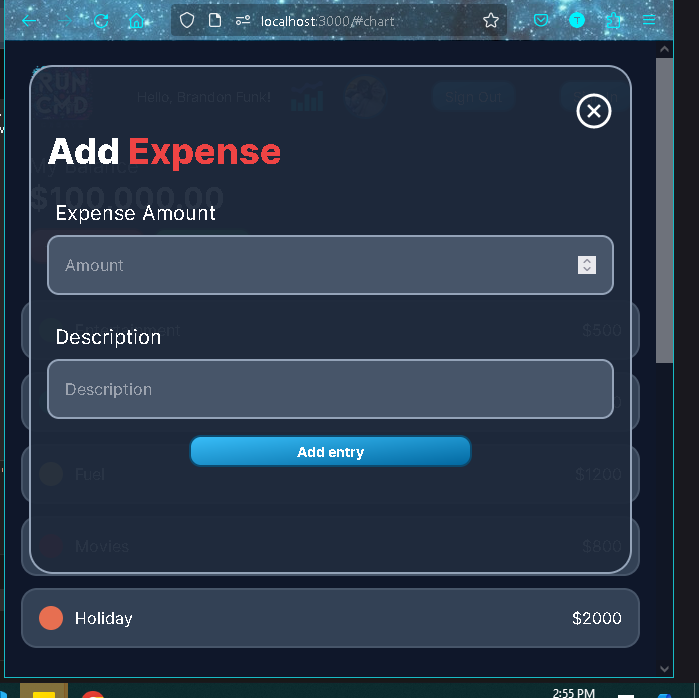 localhost:3000/#chart
RUN
CMD
Hello, Brandon Funk!
Sign Out
Add Expense
My Balance
$100 000.00
Expense Amount
Amount
Entertainment
$500
Description
Description
Add entry
Fuel
$1200
Movies
$800
Holiday
$2000
2:55 PM